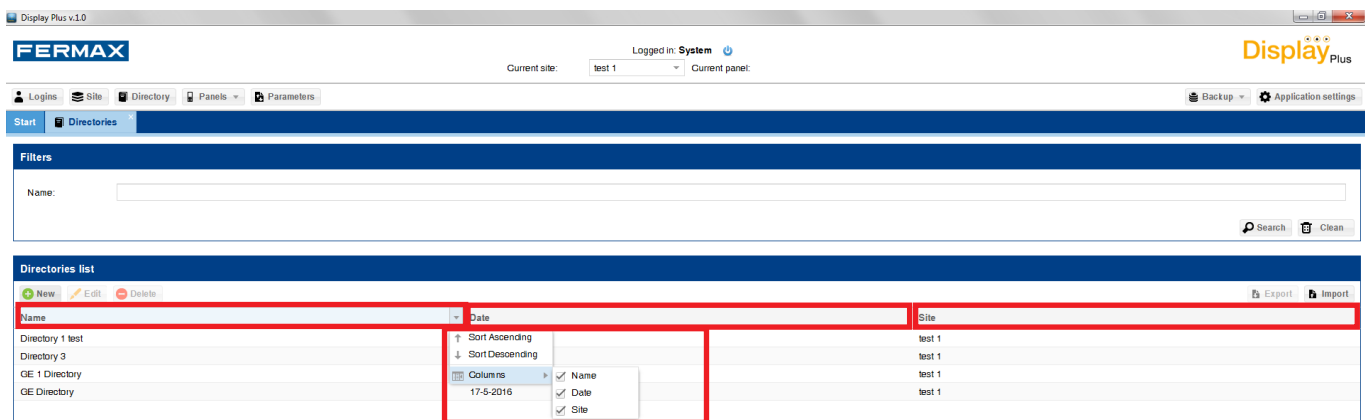 Display Plus v.1.0
FERMAX
Logged in: System
Display Plus
Current site: test 1 Current panel:
Logins Site Directory Panels Parameters Backup Application settings
Start Directories
Filters
Name:
Search Clean
Directories list
New Edit Delete Export Import
Name Date Site
Directory 1 test Sort Ascending test 1
Directory 3 Sort Descending test 1
GE 1 Directory Columns Name test 1
GE Directory 17-5-2016 Date test 1
Site